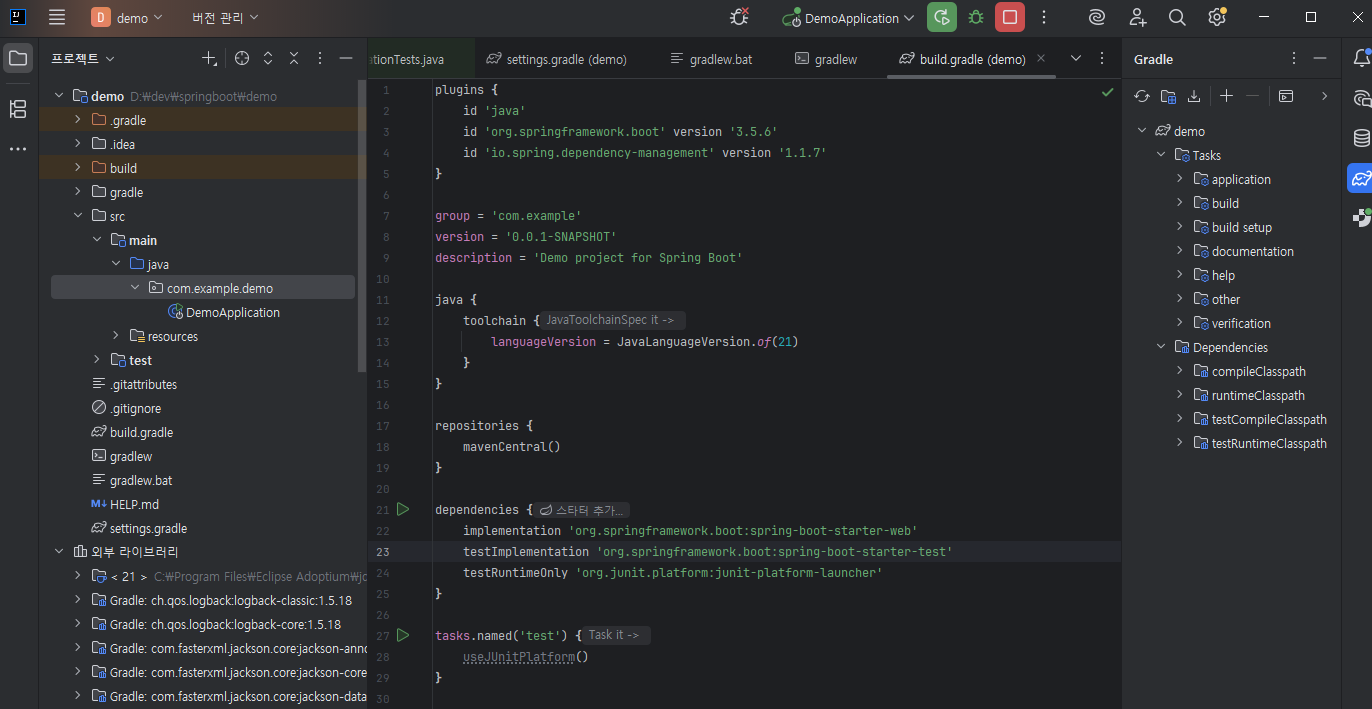 D demo 버전 관리 DemoApplication
프로젝트
demo D:₩dev₩springboot₩demo
.gradle
.idea
build
gradle
src
main
java
com.example.demo
DemoApplication
resources
test
.gitattributes
.gitignore
build.gradle
gradlew
gradlew.bat
M↓ HELP.md
settings.gradle
외부 라이브러리
< 21 > C:₩Program Files₩Eclipse Adoptium₩jd
Gradle: ch.qos.logback:logback-classic:1.5.18
Gradle: ch.qos.logback:logback-core:1.5.18
Gradle: com.fasterxml.jackson.core:jackson-anno
Gradle: com.fasterxml.jackson.core:jackson-core
Gradle: com.fasterxml.jackson.core:jackson-data
ationTests.java settings.gradle (demo) gradlew.bat gradlew build.gradle (demo)
1 plugins {
2 id 'java'
3 id 'org.springframework.boot' version '3.5.6'
4 id 'io.spring.dependency-management' version '1.1.7'
5 }
6
7 group = 'com.example'
8 version = '0.0.1-SNAPSHOT'
9 description = 'Demo project for Spring Boot'
10
11 java {
12 toolchain { JavaToolchainSpec it ->
13 languageVersion = JavaLanguageVersion.of(21)
14 }
15 }
16
17 repositories {
18 mavenCentral()
19 }
20
21 dependencies { 스타터 추가...
22 implementation 'org.springframework.boot:spring-boot-starter-web'
23 testImplementation 'org.springframework.boot:spring-boot-starter-test'
24 testRuntimeOnly 'org.junit.platform:junit-platform-launcher'
25 }
26
27 tasks.named('test') { Task it ->
28 useJUnitPlatform()
29 }
30
Gradle
demo
Tasks
application
build
build setup
documentation
help
other
verification
Dependencies
compileClasspath
runtimeClasspath
testCompileClasspath
testRuntimeClasspath